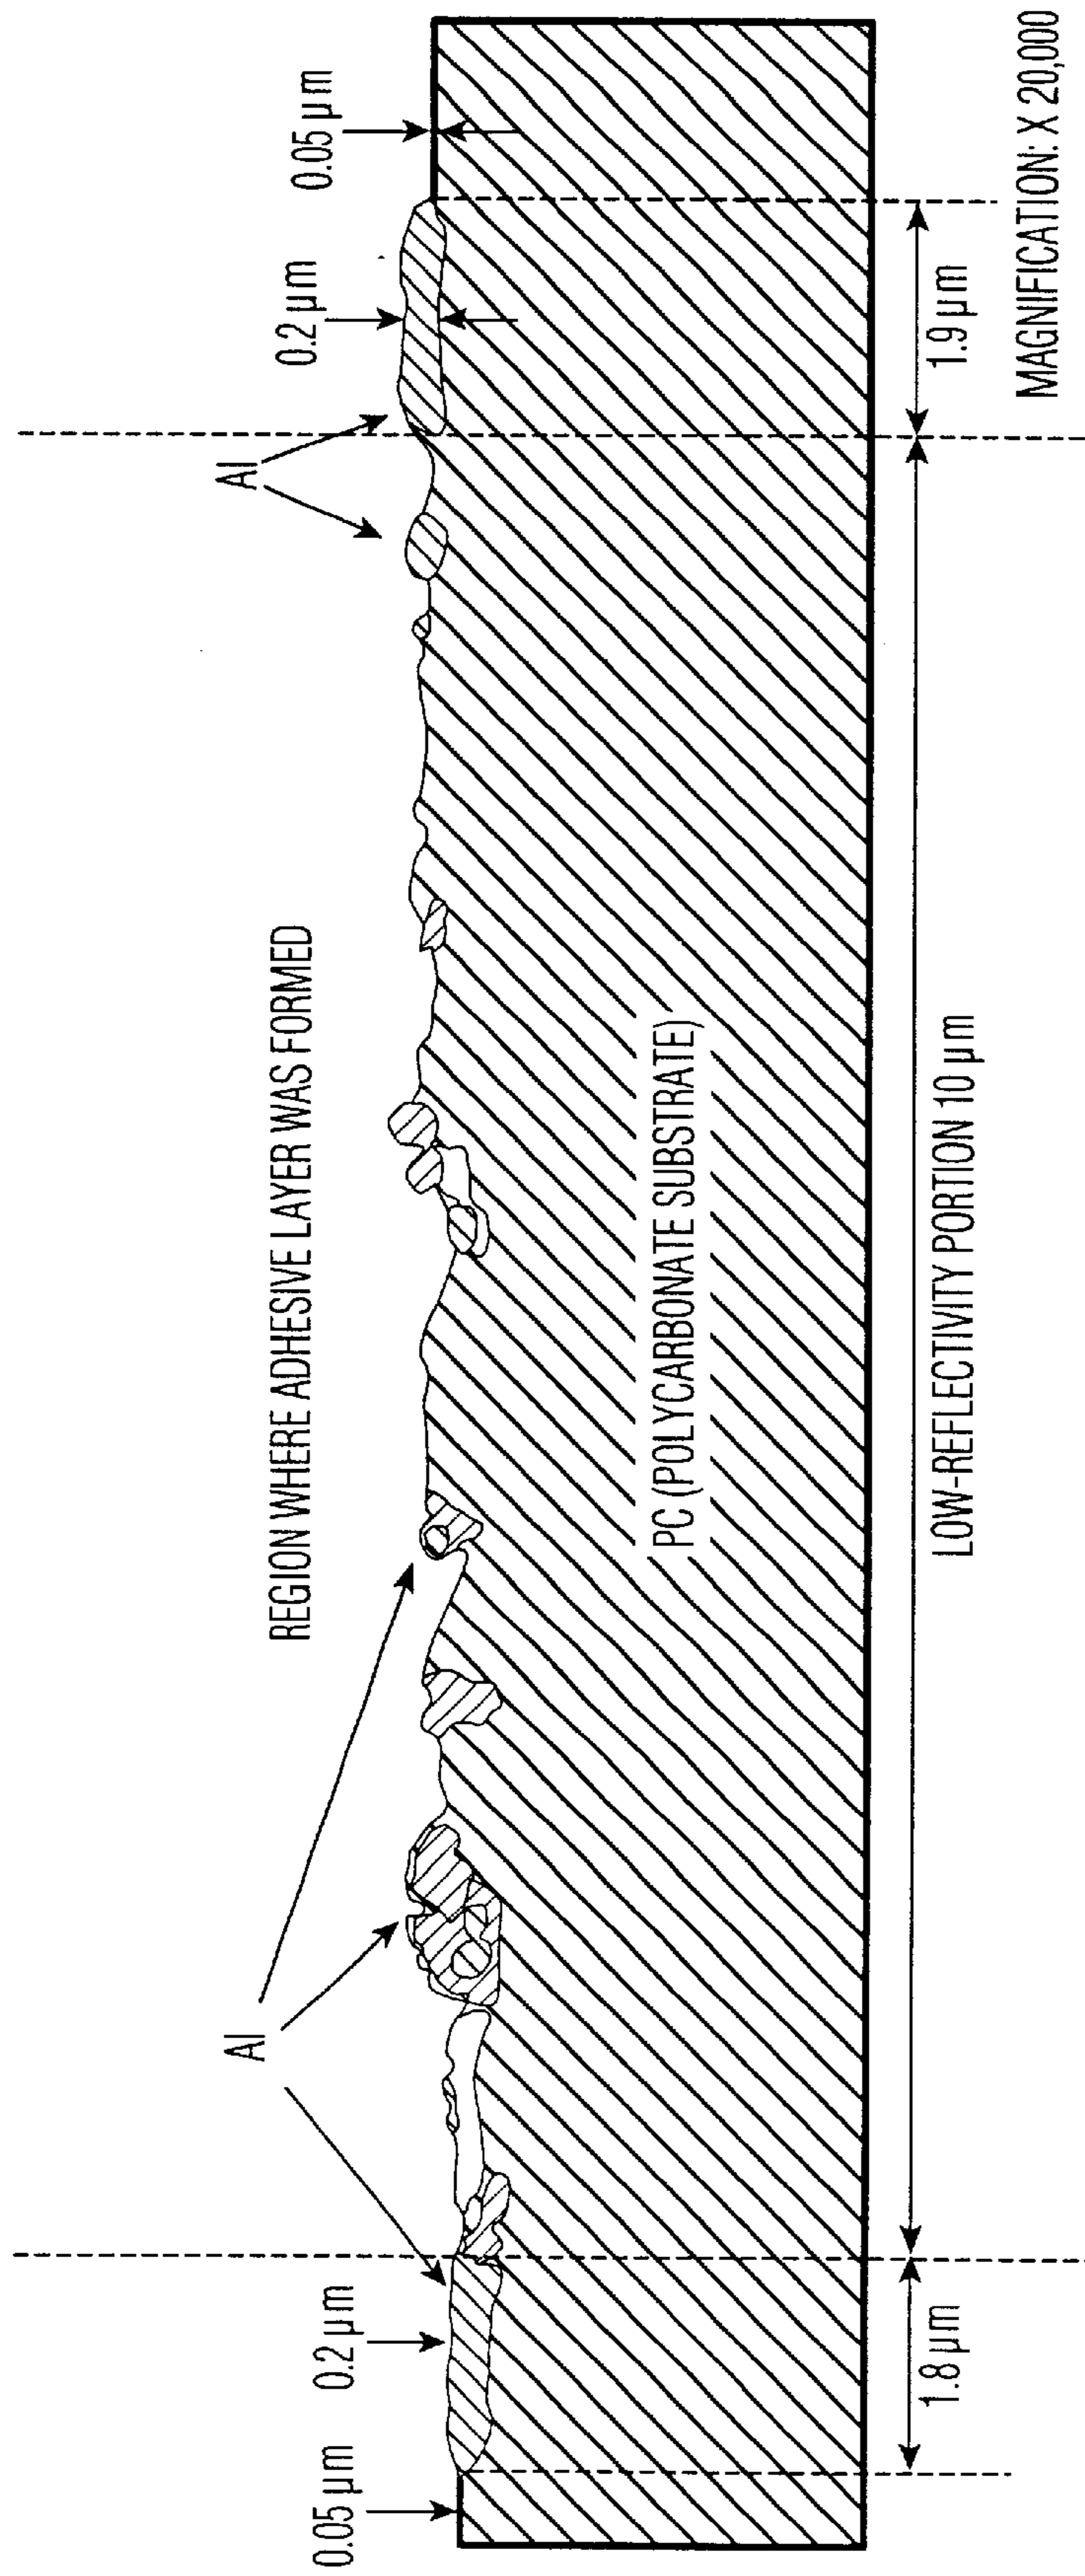 REGION WHERE ADHESIVE LAYER WAS FORMED
Al
Al
0.05 µm
0.2 µm
0.2 µm
0.05 µm
PC (POLYCARBONATE SUBSTRATE)
1.8 µm
LOW-REFLECTIVITY PORTION 10 µm
1.9 µm
MAGNIFICATION: X 20,000